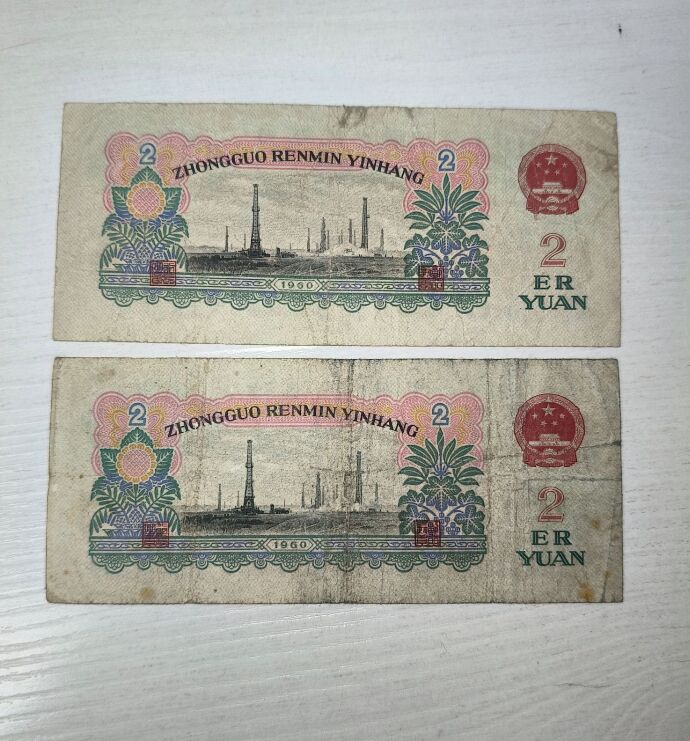 2 2
ZHONGGUO RENMIN YINHANG
1960
2
ER
YUAN
2 2
ZHONGGUO RENMIN YINHANG
1960
2
ER
YUAN